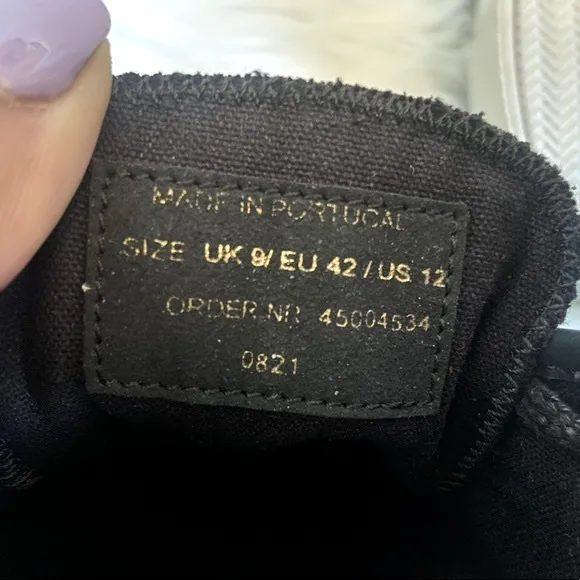 MADE IN PORTUGAL
SIZE UK 9/ EU 42 / US 12
ORDER NR 45004534
0821